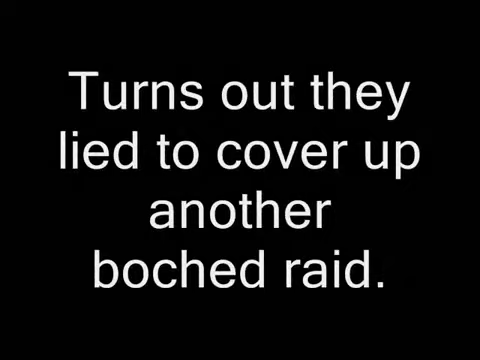 Turns out they
lied to cover up
another
boched raid.